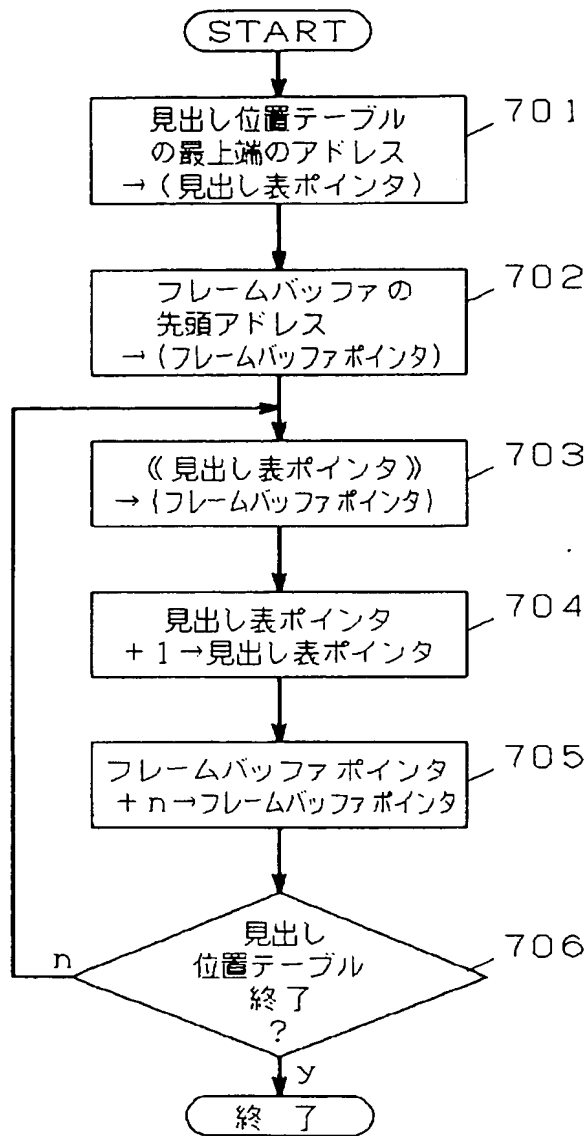 START
見出し位置テーブル
の最上端のアドレス
→(見出し表ポインタ)
701
フレームバッファの
先頭アドレス
→(フレームバッファポインタ)
702
《見出し表ポインタ》
→(フレームバッファポインタ)
703
見出し表ポインタ
+1→見出し表ポインタ
704
フレームバッファポインタ
+n→フレームバッファポインタ
705
見出し
位置テーブル
終了
?
706
n
y
終了